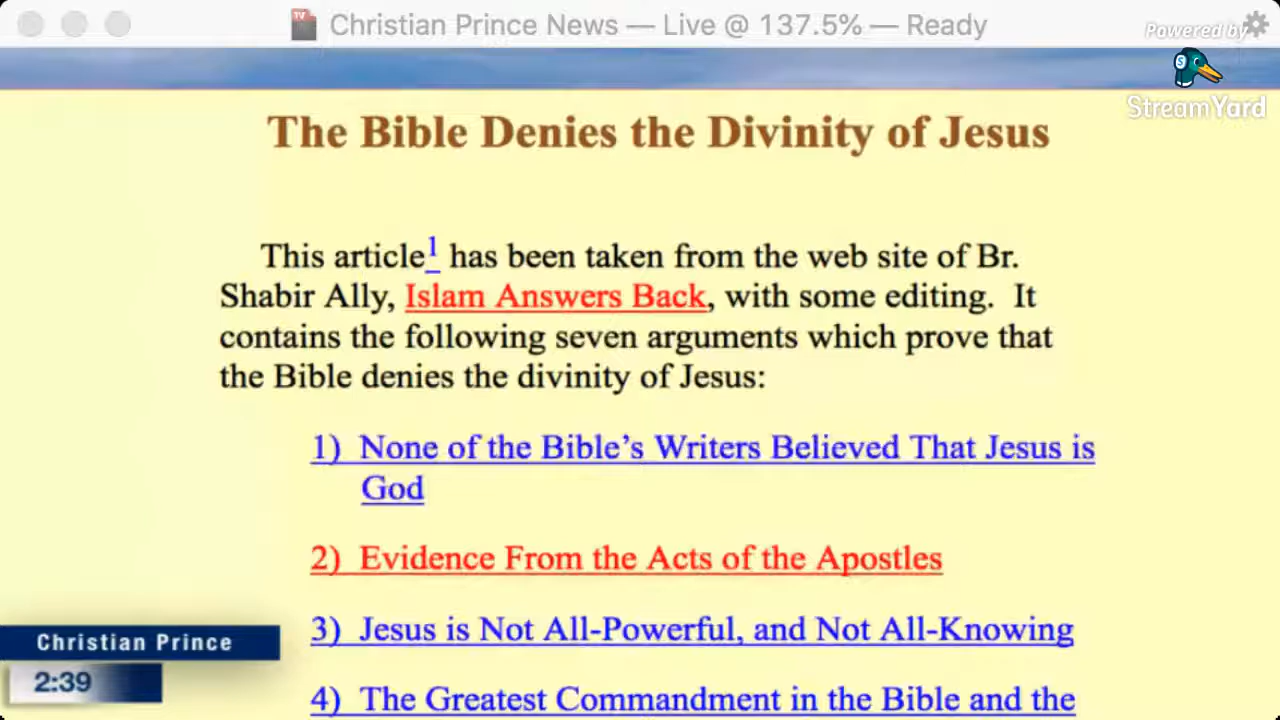 Christian Prince News — Live @ 137.5% — Ready
Powered by
StreamYard
The Bible Denies the Divinity of Jesus
This article1 has been taken from the web site of Br.
Shabir Ally, Islam Answers Back, with some editing. It
contains the following seven arguments which prove that
the Bible denies the divinity of Jesus:
1) None of the Bible’s Writers Believed That Jesus is
God
2) Evidence From the Acts of the Apostles
3) Jesus is Not All-Powerful, and Not All-Knowing
4) The Greatest Commandment in the Bible and the
Christian Prince
2:39